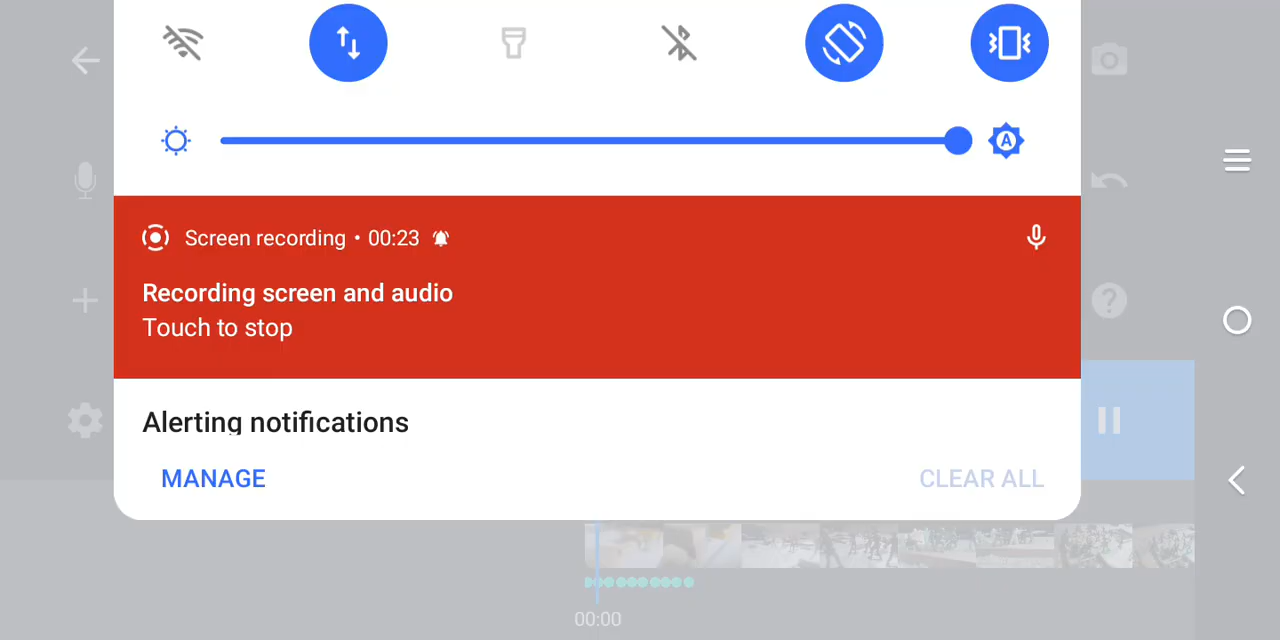 Screen recording • 00:23
Recording screen and audio
Touch to stop
Alerting notifications
MANAGE
CLEAR ALL
00:00